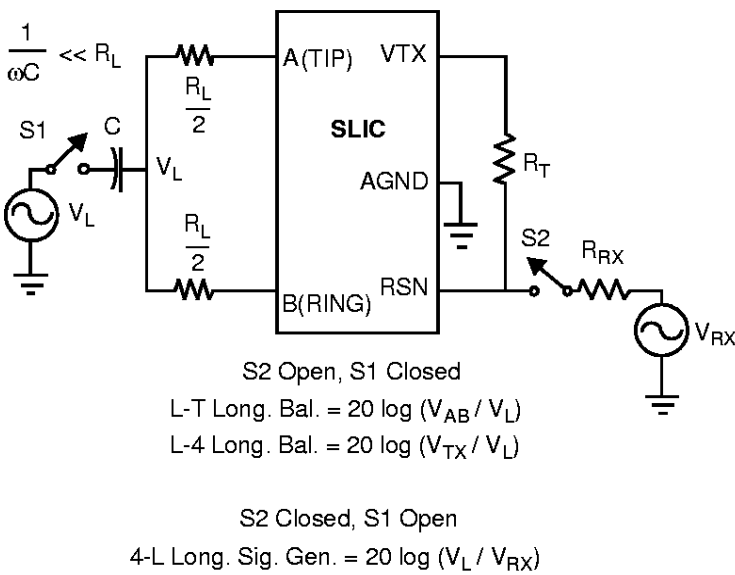 1
ωC
<< R_L
S1
C
V_L
V_L
R_L
2
R_L
2
A(TIP)
VTX
SLIC
AGND
B(RING)
RSN
R_T
S2
R_RX
V_RX
S2 Open, S1 Closed
L-T Long. Bal. = 20 log (V_AB / V_L)
L-4 Long. Bal. = 20 log (V_TX / V_L)
S2 Closed, S1 Open
4-L Long. Sig. Gen. = 20 log (V_L / V_RX)